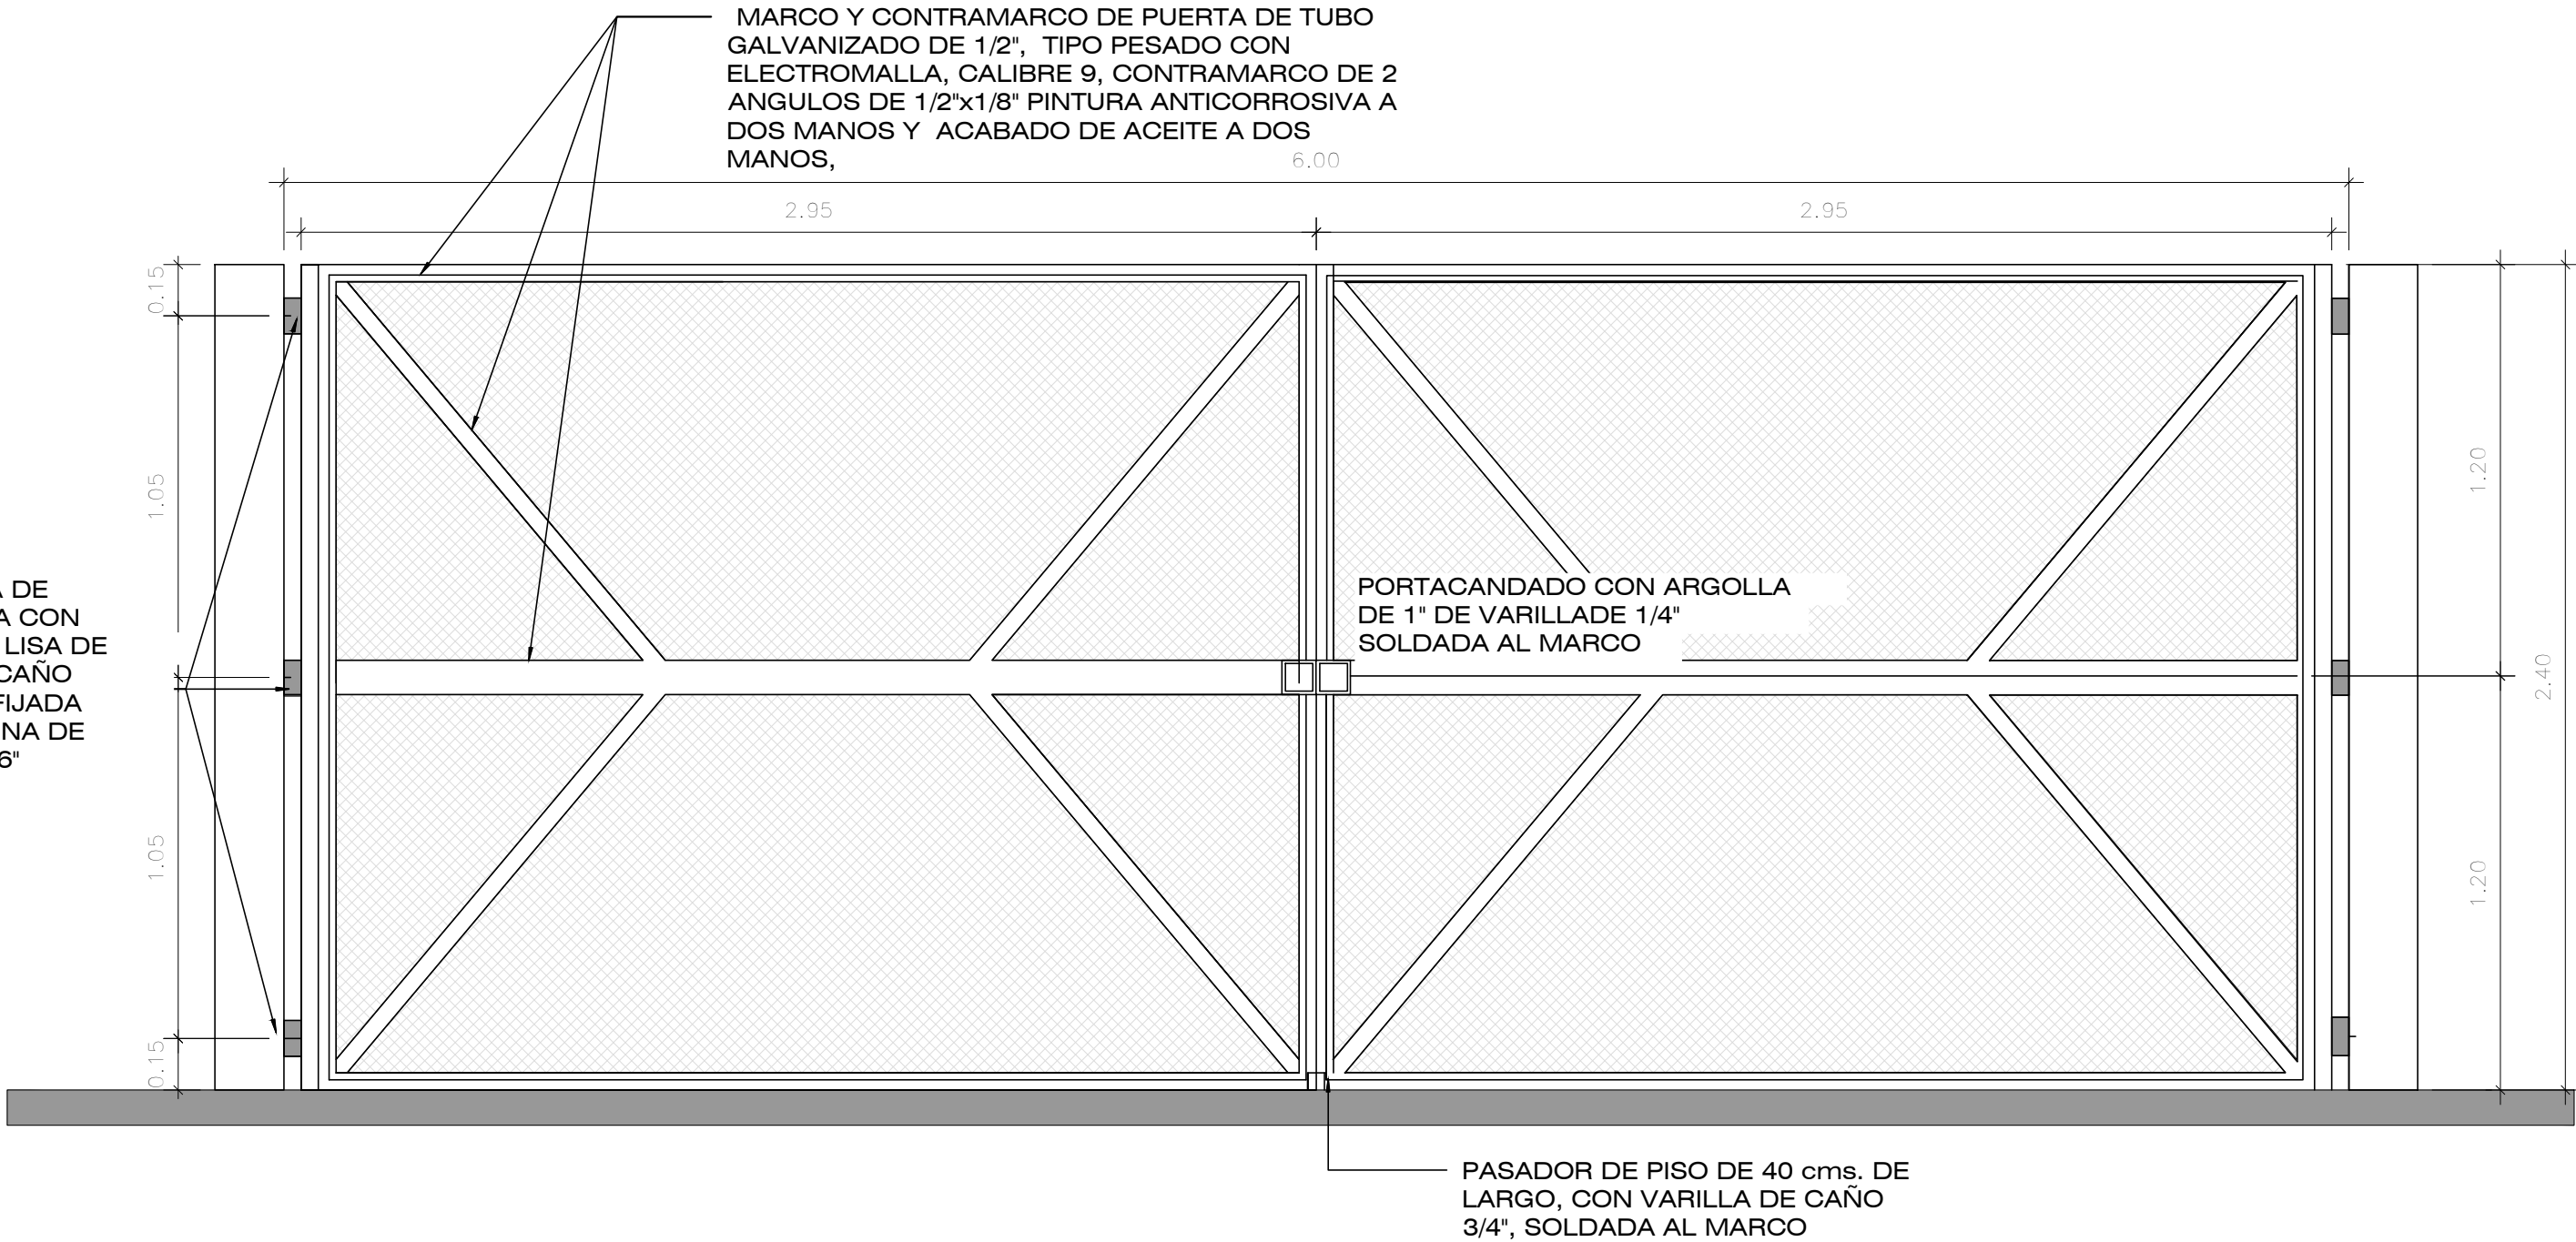 MARCO Y CONTRAMARCO DE PUERTA DE TUBO
GALVANIZADO DE 1/2", TIPO PESADO CON
ELECTROMALLA, CALIBRE 9, CONTRAMARCO DE 2
ANGULOS DE 1/2"x1/8" PINTURA ANTICORROSIVA A
DOS MANOS Y ACABADO DE ACEITE A DOS
MANOS,
6.00
2.95
2.95
0.15
1.05
1.05
0.15
DE
CON
LISA DE
CAÑO
FIJADA
DE
6"
PORTACANDADO CON ARGOLLA
DE 1" DE VARILLADE 1/4"
SOLDADA AL MARCO
1.20
1.20
2.40
PASADOR DE PISO DE 40 cms. DE
LARGO, CON VARILLA DE CAÑO
3/4", SOLDADA AL MARCO